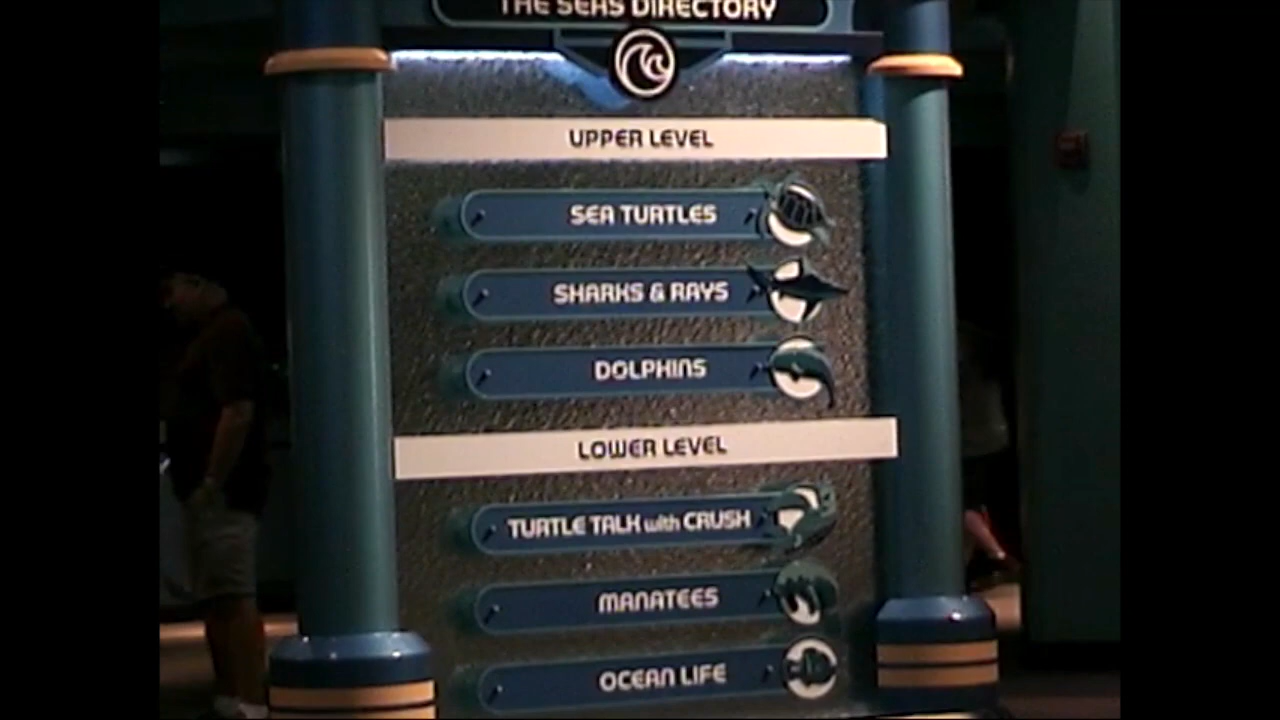 THE SEAS DIRECTORY
UPPER LEVEL
SEA TURTLES
SHARKS & RAYS
DOLPHINS
LOWER LEVEL
TURTLE TALK with CRUSH
MANATEES
OCEAN LIFE